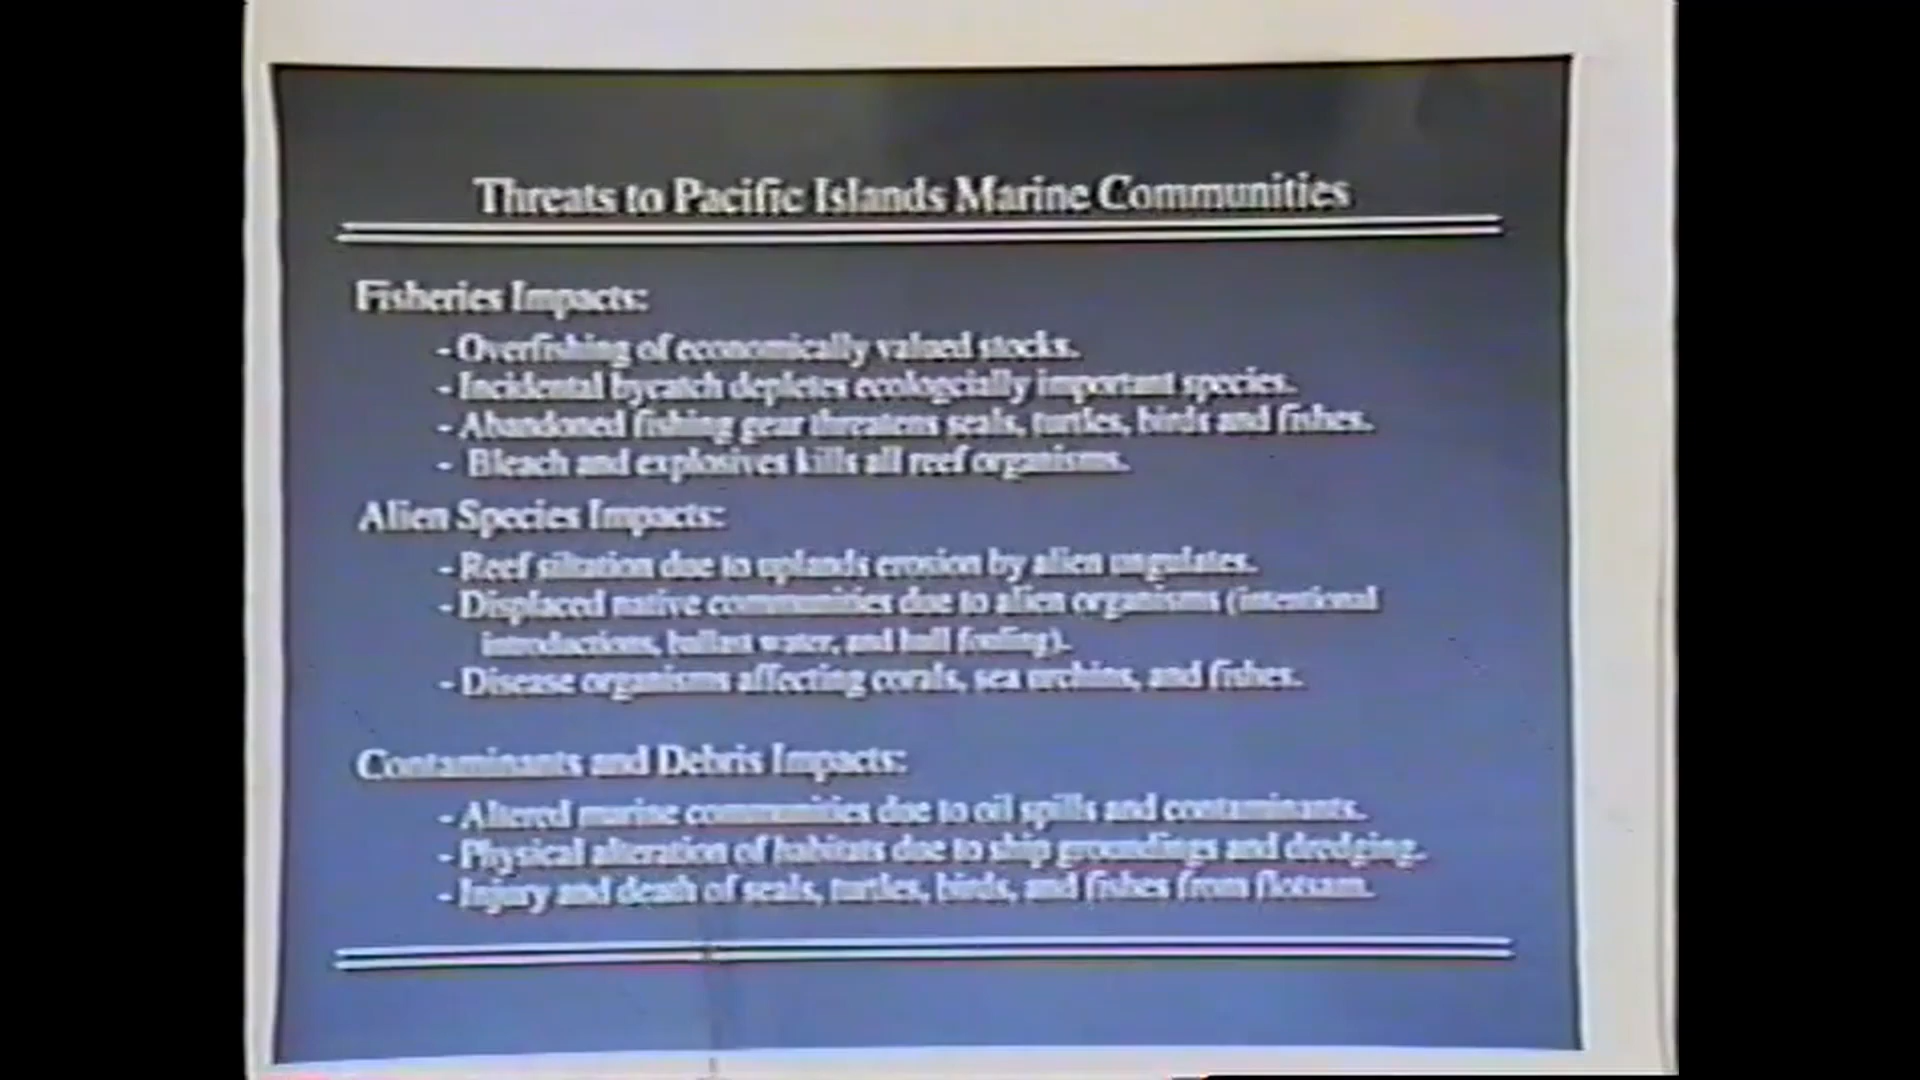 Threats to Pacific Islands Marine Communities
Fisheries Impacts:
- Overfishing of economically valued stocks.
- Incidental bycatch depletes ecologcially important species.
- Abandoned fishing gear threatens seals, turtles, birds and fishes.
- Bleach and explosives kills all reef organisms.
Alien Species Impacts:
- Reef siltation due to uplands erosion by alien ungulates.
- Displaced native communities due to alien organisms (intentional
introductions, ballast water, and hull fouling).
- Disease organisms affecting corals, sea urchins, and fishes.
Contaminants and Debris Impacts:
- Altered marine communities due to oil spills and contaminants.
- Physical alteration of habitats due to ship groundings and dredging.
- Injury and death of seals, turtles, birds, and fishes from flotsam.